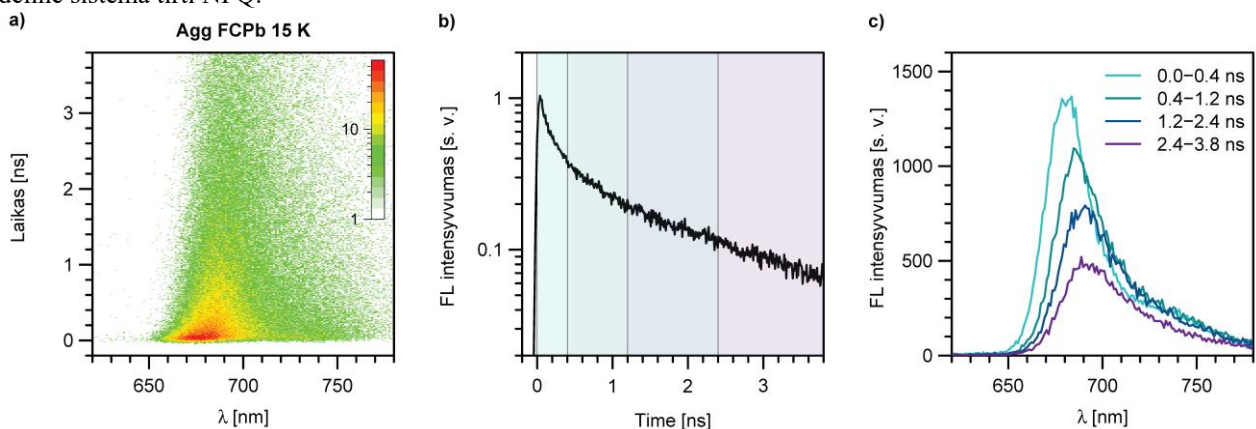 a)
Agg FCPb 15 K
Laikas [ns]
3
2
1
0
10
1
650
700
750
λ [nm]
b)
FL intensyvvumas [s. v.]
1
0.1
0
1
2
3
Time [ns]
c)
FL intensyvvumas [s. v.]
1500
1000
500
0
0.0–0.4 ns
0.4–1.2 ns
1.2–2.4 ns
2.4–3.8 ns
650
700
750
λ [nm]